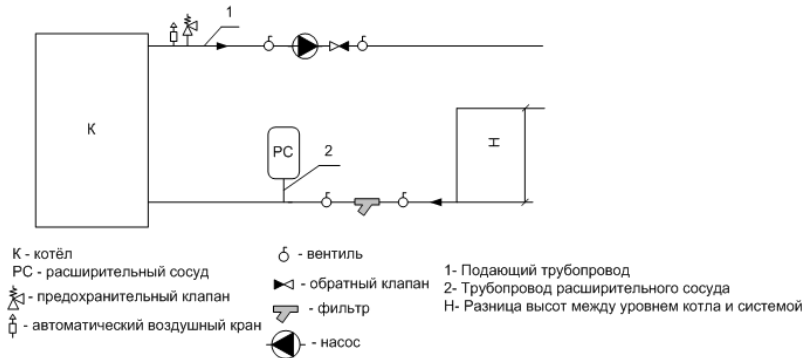 1
К
РС
2
Н
К - котёл
РС - расширительный сосуд
- предохранительный клапан
- автоматический воздушный кран
- вентиль
- обратный клапан
- фильтр
- насос
1- Подающий трубопровод
2- Трубопровод расширительного сосуда
Н- Разница высот между уровнем котла и системой